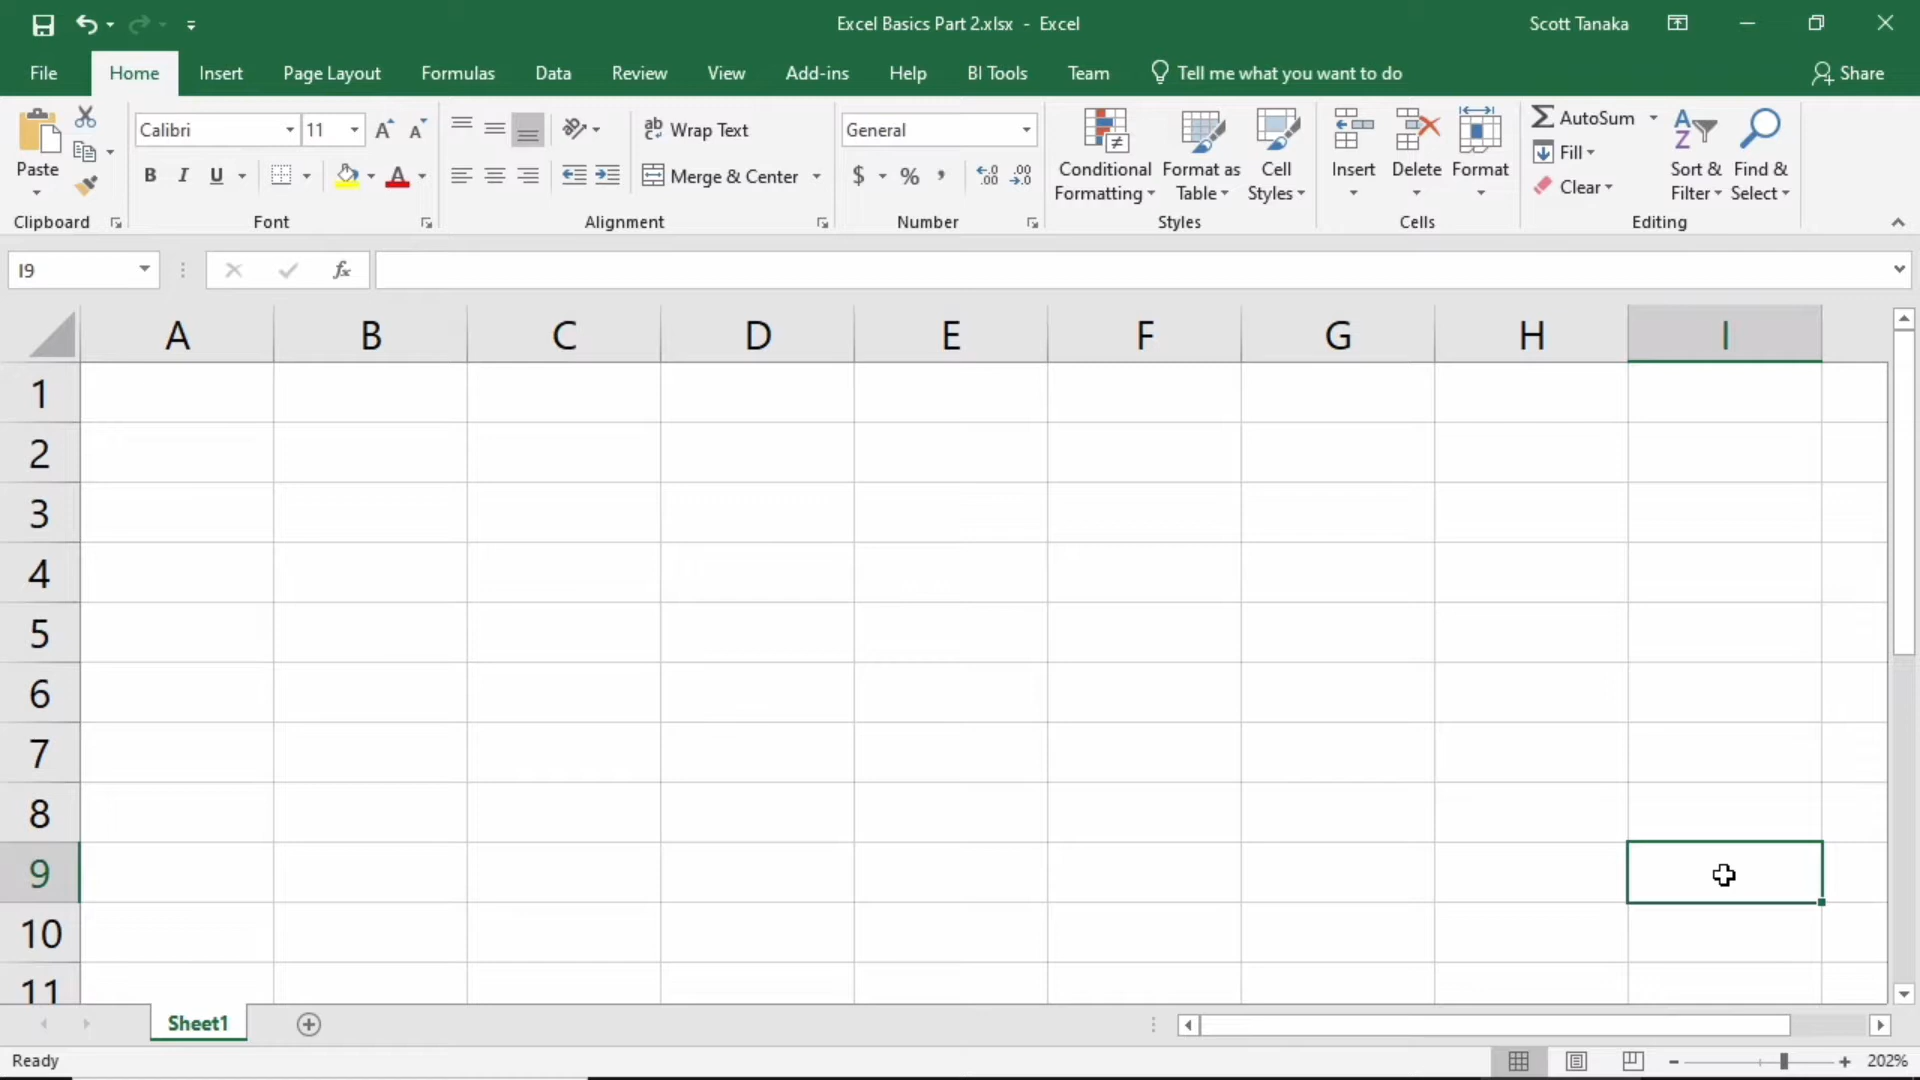 Excel Basics Part 2.xlsx - Excel
Scott Tanaka
File Home Insert Page Layout Formulas Data Review View Add-ins Help BI Tools Team Tell me what you want to do Share
Paste
Clipboard
Calibri 11
B I U
Font
Wrap Text
Merge & Center
Alignment
General
$ % ,
Number
Conditional Formatting
Format as Table
Cell Styles
Styles
Insert Delete Format
Cells
AutoSum
Fill
Clear
Sort & Filter
Find & Select
Editing
I9
fx
A B C D E F G H I
1
2
3
4
5
6
7
8
9
10
11
Sheet1
Ready
202%